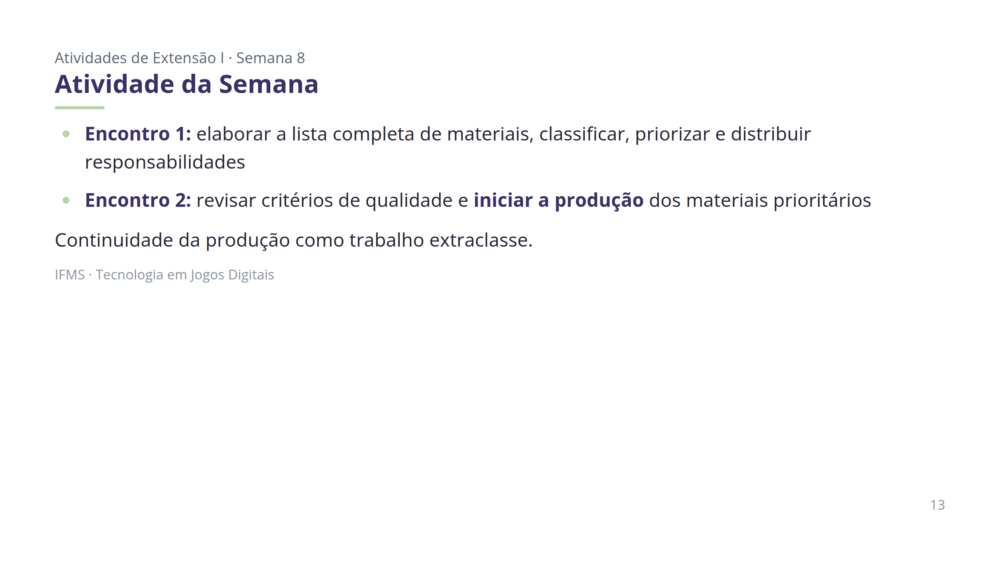 Atividades de Extensão I · Semana 8
Atividade da Semana
Encontro 1: elaborar a lista completa de materiais, classificar, priorizar e distribuir
responsabilidades
Encontro 2: revisar critérios de qualidade e iniciar a produção dos materiais prioritários
Continuidade da produção como trabalho extraclasse.
IFMS · Tecnologia em Jogos Digitais
13